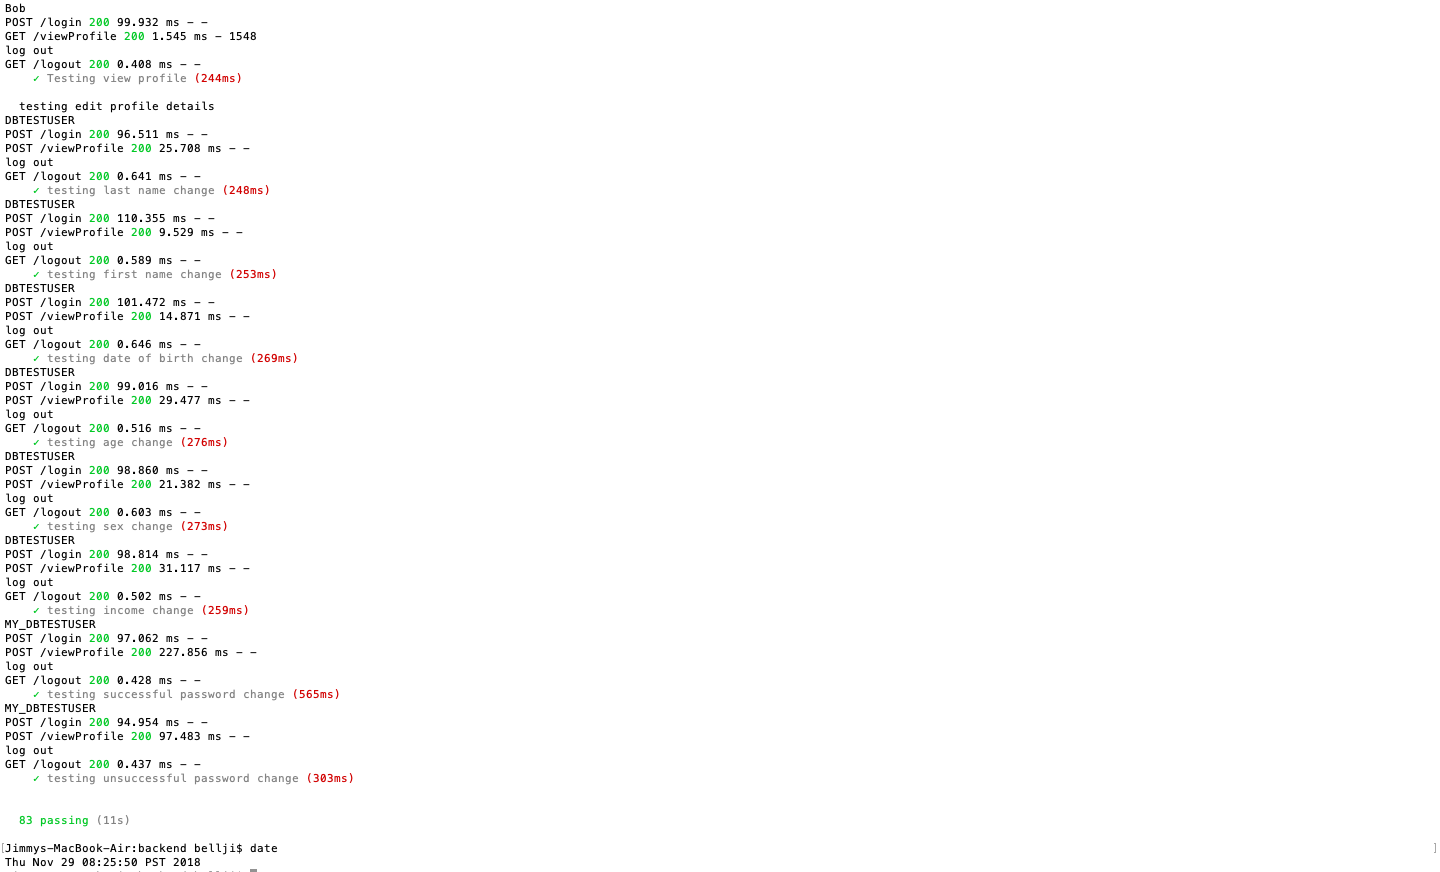 Bob
POST /login 200 99.932 ms - -
GET /viewProfile 200 1.545 ms - 1548
log out
GET /logout 200 0.408 ms - -
✓ Testing view profile (244ms)
testing edit profile details
DBTESTUSER
POST /login 200 96.511 ms - -
POST /viewProfile 200 25.708 ms - -
log out
GET /logout 200 0.641 ms - -
✓ testing last name change (248ms)
DBTESTUSER
POST /login 200 110.355 ms - -
POST /viewProfile 200 9.529 ms - -
log out
GET /logout 200 0.589 ms - -
✓ testing first name change (253ms)
DBTESTUSER
POST /login 200 101.472 ms - -
POST /viewProfile 200 14.871 ms - -
log out
GET /logout 200 0.646 ms - -
✓ testing date of birth change (269ms)
DBTESTUSER
POST /login 200 99.016 ms - -
POST /viewProfile 200 29.477 ms - -
log out
GET /logout 200 0.516 ms - -
✓ testing age change (276ms)
DBTESTUSER
POST /login 200 98.860 ms - -
POST /viewProfile 200 21.382 ms - -
log out
GET /logout 200 0.603 ms - -
✓ testing sex change (273ms)
DBTESTUSER
POST /login 200 98.814 ms - -
POST /viewProfile 200 31.117 ms - -
log out
GET /logout 200 0.502 ms - -
✓ testing income change (259ms)
MY_DBTESTUSER
POST /login 200 97.062 ms - -
POST /viewProfile 200 227.856 ms - -
log out
GET /logout 200 0.428 ms - -
✓ testing successful password change (565ms)
MY_DBTESTUSER
POST /login 200 94.954 ms - -
POST /viewProfile 200 97.483 ms - -
log out
GET /logout 200 0.437 ms - -
✓ testing unsuccessful password change (303ms)
83 passing (11s)
[Jimmys-MacBook-Air:backend bellji$ date ]
Thu Nov 29 08:25:50 PST 2018